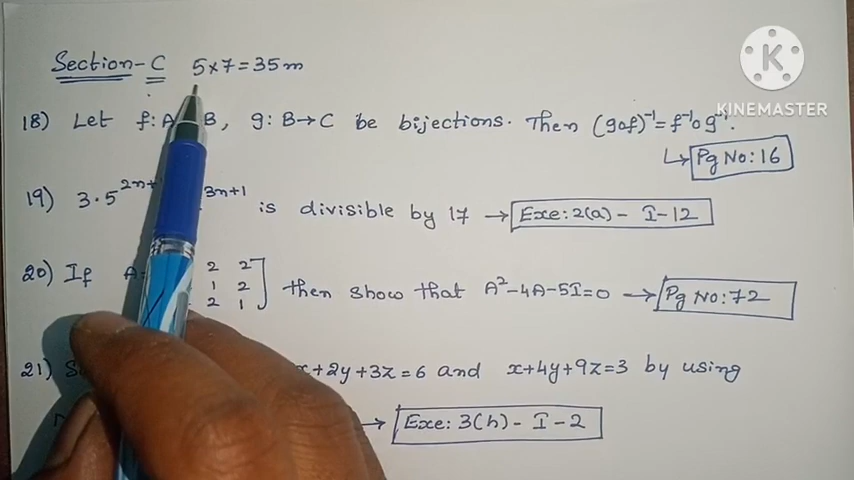 Section-C 5×7=35m
18) Let f: A B, g: B→C be bijections. Then (gof)⁻¹=f⁻¹og⁻¹.
↳ Pg No:16
19) 3·5²ⁿ⁺¹ ³ⁿ⁺¹ is divisible by 17 → Exe: 2(a) - I-12
20) If A= 2 2
1 2
2 1 ] then show that A²-4A-5I=0 → Pg No:72
21) x+2y+3z=6 and x+4y+9z=3 by using
→ Exe: 3(h) - I - 2
KINEMASTER